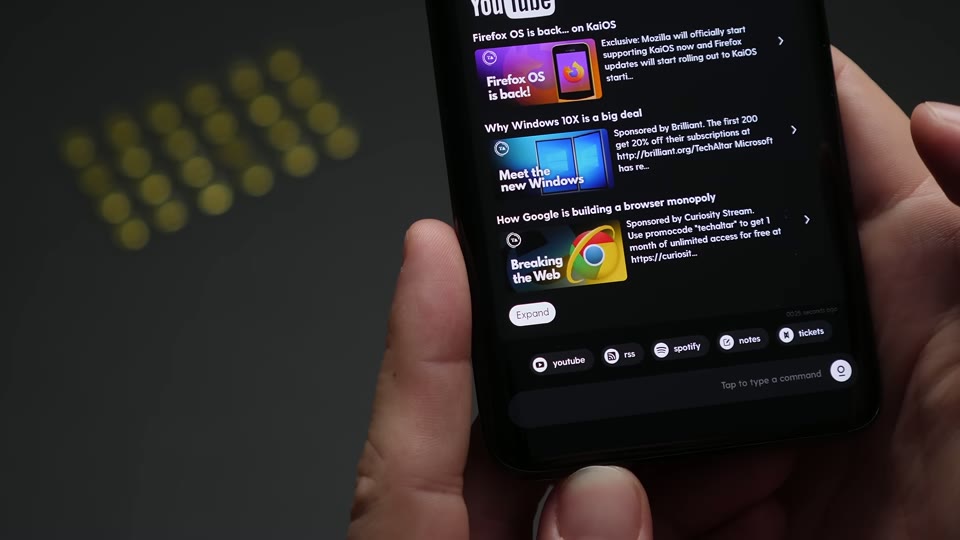 YouTube
Firefox OS is back... on KaiOS
Firefox OS
is back!
Exclusive: Mozilla will officially start
supporting KaiOS now and Firefox
updates will start rolling out to KaiOS
starti...
Why Windows 10X is a big deal
Meet the
new Windows
Sponsored by Brilliant. The first 200
get 20% off their subscriptions at
http://brilliant.org/TechAltar Microsoft
has re...
How Google is building a browser monopoly
Breaking
the Web
Sponsored by Curiosity Stream.
Use promocode "techaltar" to get 1
month of unlimited access for free at
https://curiosit...
Expand
seconds ago
youtube
rss
spotify
notes
tickets
Tap to type a command